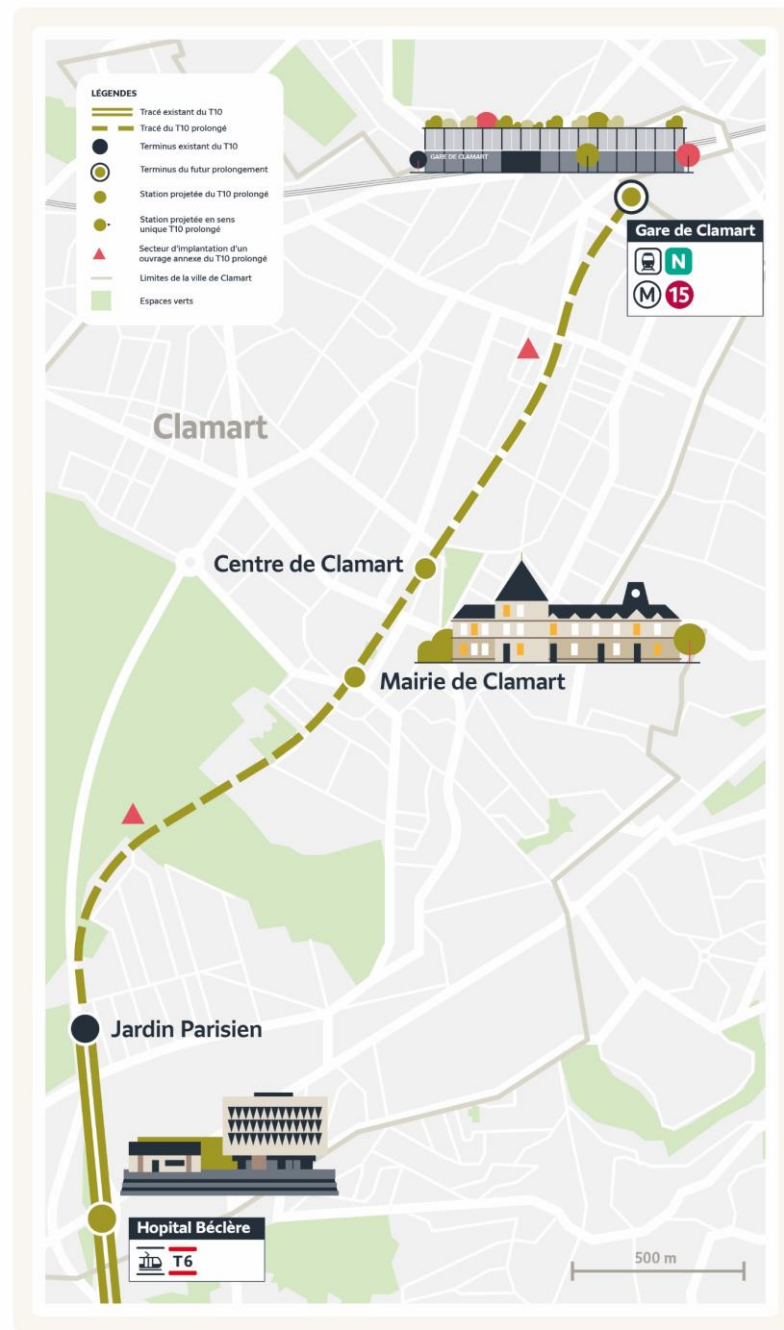 LÉGENDES
Tracé existant du T10
Tracé du T10 prolongé
Terminus existant du T10
Terminus du futur prolongement
Station projetée du T10 prolongé
Station projetée en sens
unique T10 prolongé
Secteur d'implantation d'un
ouvrage annexe du T10 prolongé
Limites de la ville de Clamart
Espaces verts
GARE DE CLAMART
Gare de Clamart
N
M 15
Clamart
Centre de Clamart
Mairie de Clamart
Jardin Parisien
Hopital Béclère
T6
500 m